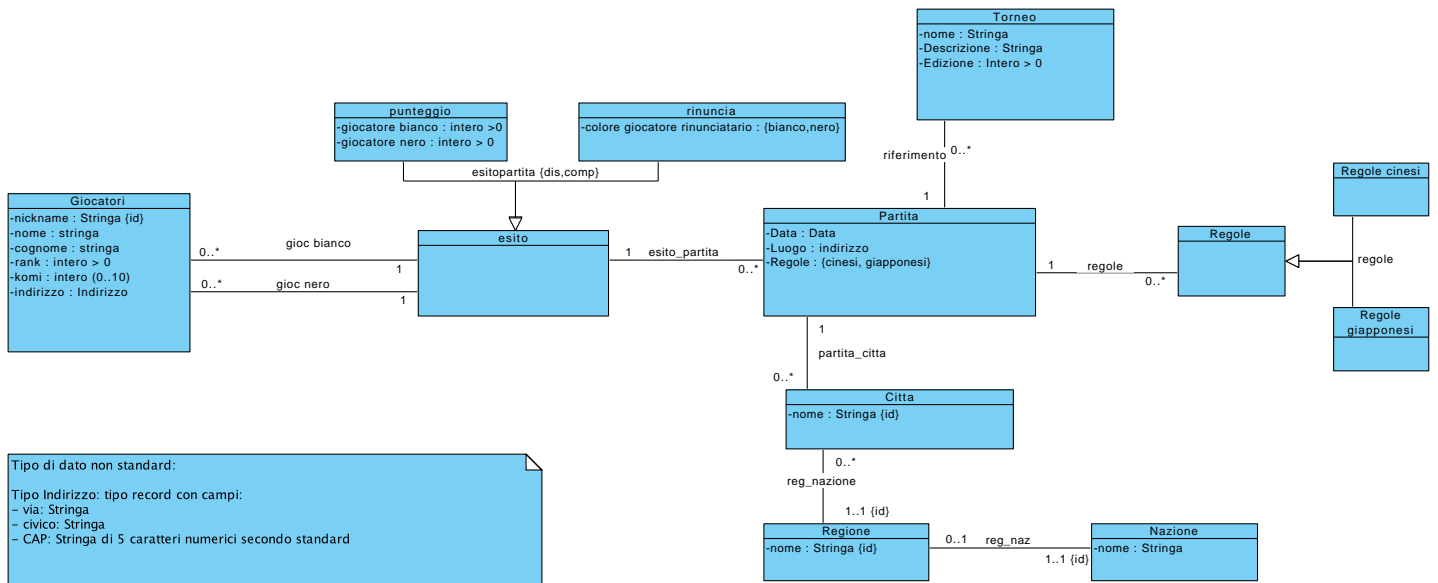 Torneo
-nome : Stringa
-Descrizione : Stringa
-Edizione : Intero > 0
punteggio
-giocatore bianco : intero >0
-giocatore nero : intero > 0
rinuncia
-colore giocatore rinunciatario : {bianco,nero}
esitopartita {dis,comp}
riferimento
0..*
1
Regole cinesi
Giocatori
-nickname : Stringa {id}
-nome : stringa
-cognome : stringa
-rank : intero > 0
-komi : intero (0..10)
-indirizzo : Indirizzo
0..*
gioc bianco
1
0..*
gioc nero
1
esito
1
esito_partita
0..*
Partita
-Data : Data
-Luogo : indirizzo
-Regole : {cinesi, giapponesi}
1
regole
0..*
Regole
regole
Regole
giapponesi
1
partita_citta
0..*
Citta
-nome : Stringa {id}
0..*
reg_nazione
1..1 {id}
Regione
-nome : Stringa {id}
0..1
reg_naz
1..1 {id}
Nazione
-nome : Stringa
Tipo di dato non standard:
Tipo Indirizzo: tipo record con campi:
– via: Stringa
– civico: Stringa
– CAP: Stringa di 5 caratteri numerici secondo standard